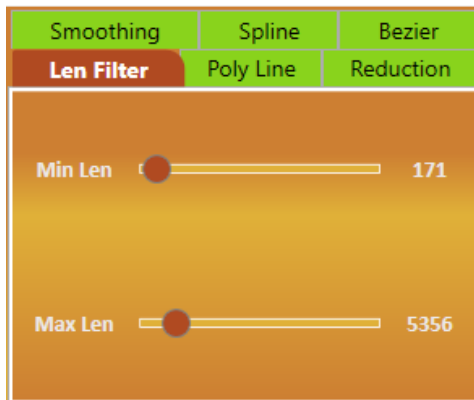 Smoothing Spline Bezier
Len Filter Poly Line Reduction
Min Len 171
Max Len 5356